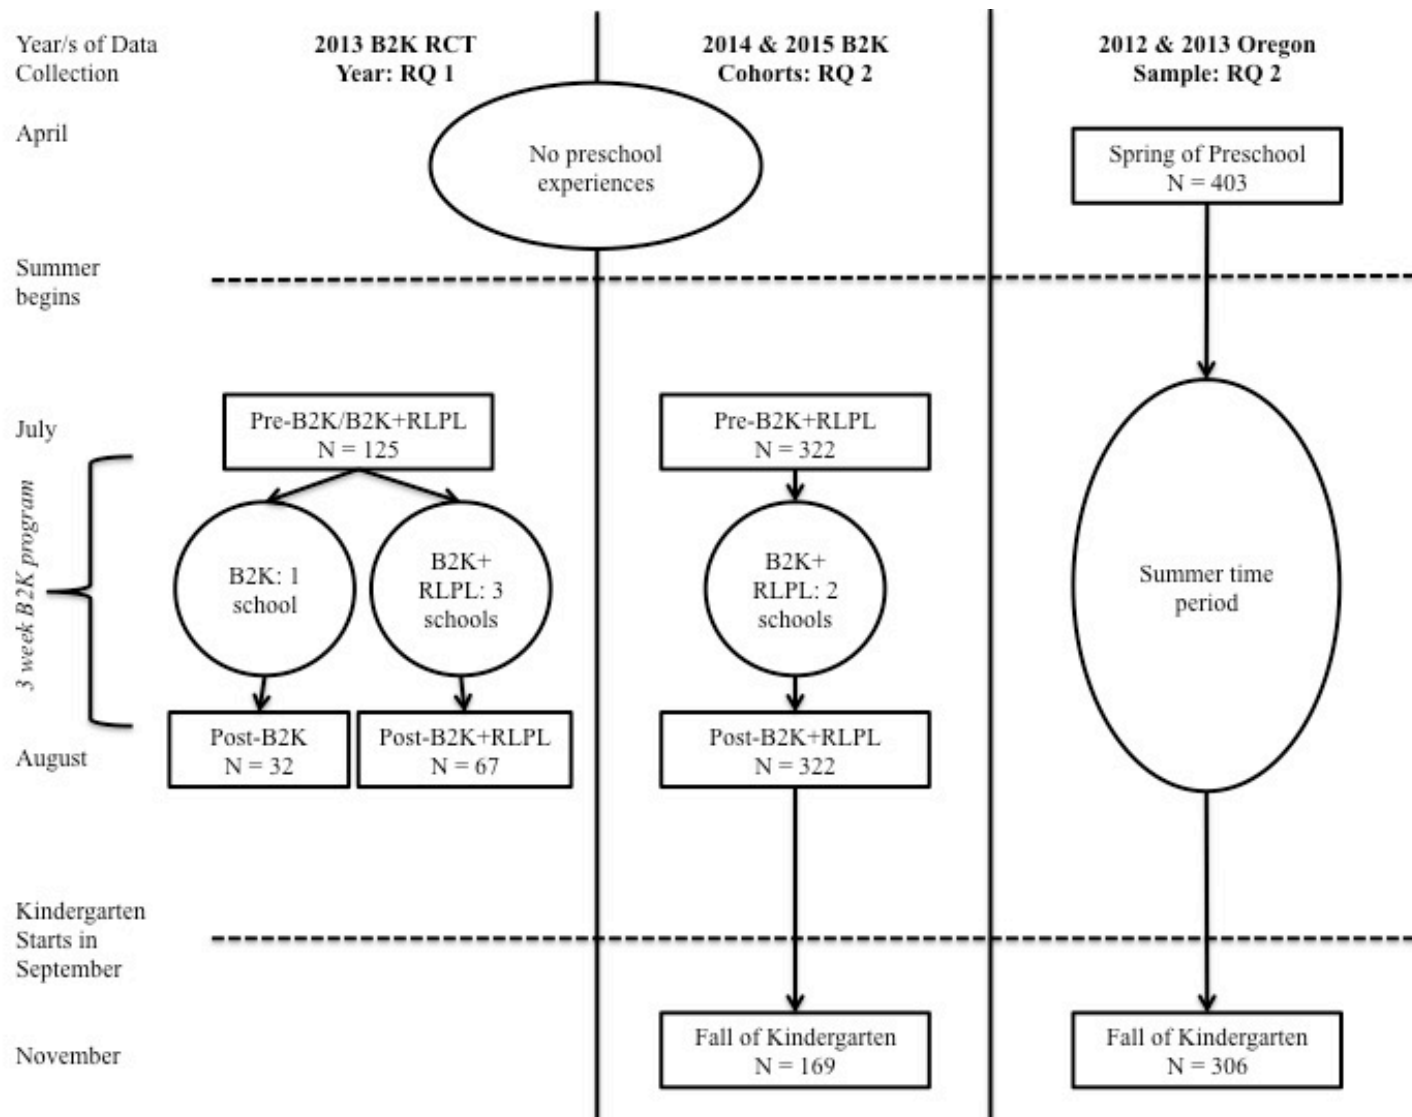 Year/s of Data
Collection
2013 B2K RCT
Year: RQ 1
2014 & 2015 B2K
Cohorts: RQ 2
2012 & 2013 Oregon
Sample: RQ 2
April
No preschool
experiences
Spring of Preschool
N = 403
Summer
begins
July
Pre-B2K/B2K+RLPL
N = 125
Pre-B2K+RLPL
N = 322
3 week B2K program
B2K: 1
school
B2K+
RLPL: 3
schools
B2K+
RLPL: 2
schools
Summer time
period
August
Post-B2K
N = 32
Post-B2K+RLPL
N = 67
Post-B2K+RLPL
N = 322
Kindergarten
Starts in
September
November
Fall of Kindergarten
N = 169
Fall of Kindergarten
N = 306